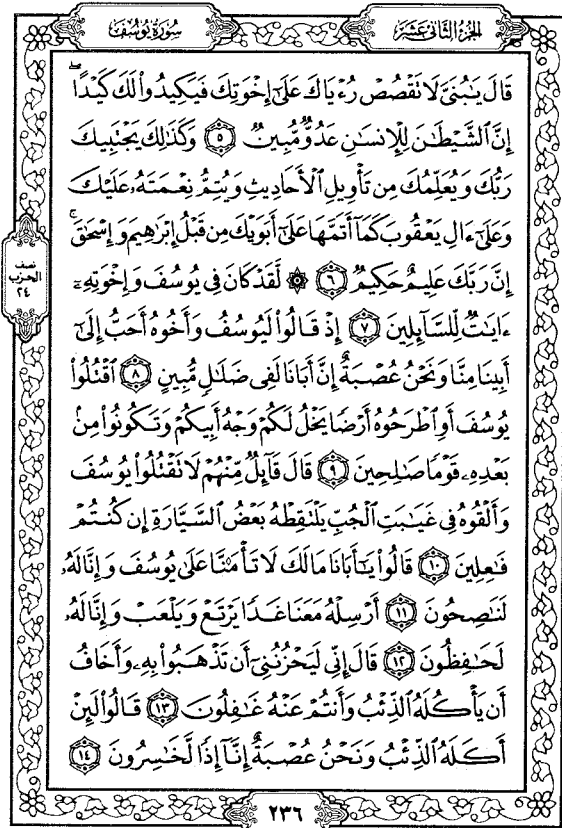 الجزء الثاني عشر
سورة يوسف
قَالَ يَٰبُنَيَّ لَا تَقْصُصْ رُءْيَاكَ عَلَىٰٓ إِخْوَتِكَ فَيَكِيدُوا۟ لَكَ كَيْدًا ۖ
إِنَّ ٱلشَّيْطَٰنَ لِلْإِنسَٰنِ عَدُوٌّ مُّبِينٌ ٥ وَكَذَٰلِكَ يَجْتَبِيكَ
رَبُّكَ وَيُعَلِّمُكَ مِن تَأْوِيلِ ٱلْأَحَادِيثِ وَيُتِمُّ نِعْمَتَهُۥ عَلَيْكَ
وَعَلَىٰٓ ءَالِ يَعْقُوبَ كَمَآ أَتَمَّهَا عَلَىٰٓ أَبَوَيْكَ مِن قَبْلُ إِبْرَٰهِيمَ وَإِسْحَٰقَ ۚ
إِنَّ رَبَّكَ عَلِيمٌ حَكِيمٌ ٦ ۞ لَّقَدْ كَانَ فِى يُوسُفَ وَإِخْوَتِهِۦٓ
ءَايَٰتٌ لِّلسَّآئِلِينَ ٧ إِذْ قَالُوا۟ لَيُوسُفُ وَأَخُوهُ أَحَبُّ إِلَىٰٓ
أَبِينَا مِنَّا وَنَحْنُ عُصْبَةٌ إِنَّ أَبَانَا لَفِى ضَلَٰلٍ مُّبِينٍ ٨ ٱقْتُلُوا۟
يُوسُفَ أَوِ ٱطْرَحُوهُ أَرْضًا يَخْلُ لَكُمْ وَجْهُ أَبِيكُمْ وَتَكُونُوا۟ مِنۢ
بَعْدِهِۦ قَوْمًا صَٰلِحِينَ ٩ قَالَ قَآئِلٌ مِّنْهُمْ لَا تَقْتُلُوا۟ يُوسُفَ
وَأَلْقُوهُ فِى غَيَٰبَتِ ٱلْجُبِّ يَلْتَقِطْهُ بَعْضُ ٱلسَّيَّارَةِ إِن كُنتُمْ
فَٰعِلِينَ ١٠ قَالُوا۟ يَٰٓأَبَانَا مَالَكَ لَا تَأْمَ۫نَّا عَلَىٰ يُوسُفَ وَإِنَّا لَهُۥ
لَنَٰصِحُونَ ١١ أَرْسِلْهُ مَعَنَا غَدًا يَرْتَعْ وَيَلْعَبْ وَإِنَّا لَهُۥ
لَحَٰفِظُونَ ١٢ قَالَ إِنِّى لَيَحْزُنُنِىٓ أَن تَذْهَبُوا۟ بِهِۦ وَأَخَافُ
أَن يَأْكُلَهُ ٱلذِّئْبُ وَأَنتُمْ عَنْهُ غَٰفِلُونَ ١٣ قَالُوا۟ لَئِنْ
أَكَلَهُ ٱلذِّئْبُ وَنَحْنُ عُصْبَةٌ إِنَّآ إِذًا لَّخَٰسِرُونَ ١٤
نصف
الحزب
٢٤
٢٣٦